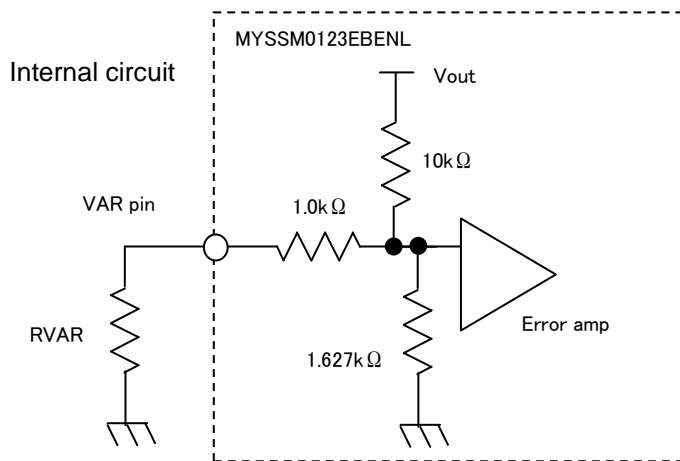 MYSSM0123EBENL
Internal circuit
Vout
10kΩ
VAR pin
1.0kΩ
RVAR
Error amp
1.627kΩ